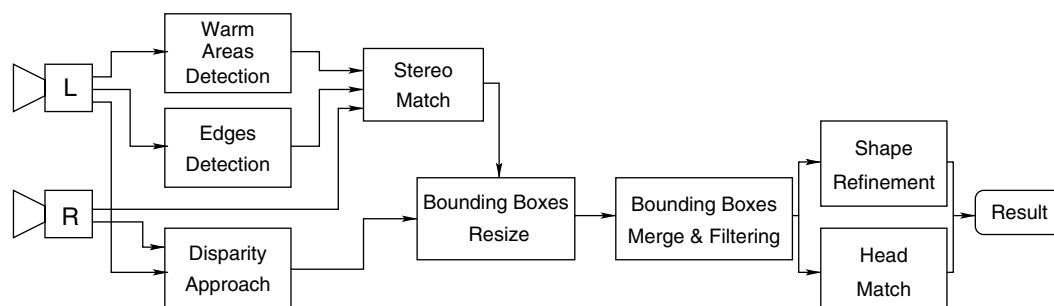 L
Warm
Areas
Detection
Edges
Detection
Stereo
Match
R
Disparity
Approach
Bounding Boxes
Resize
Bounding Boxes
Merge & Filtering
Shape
Refinement
Head
Match
Result